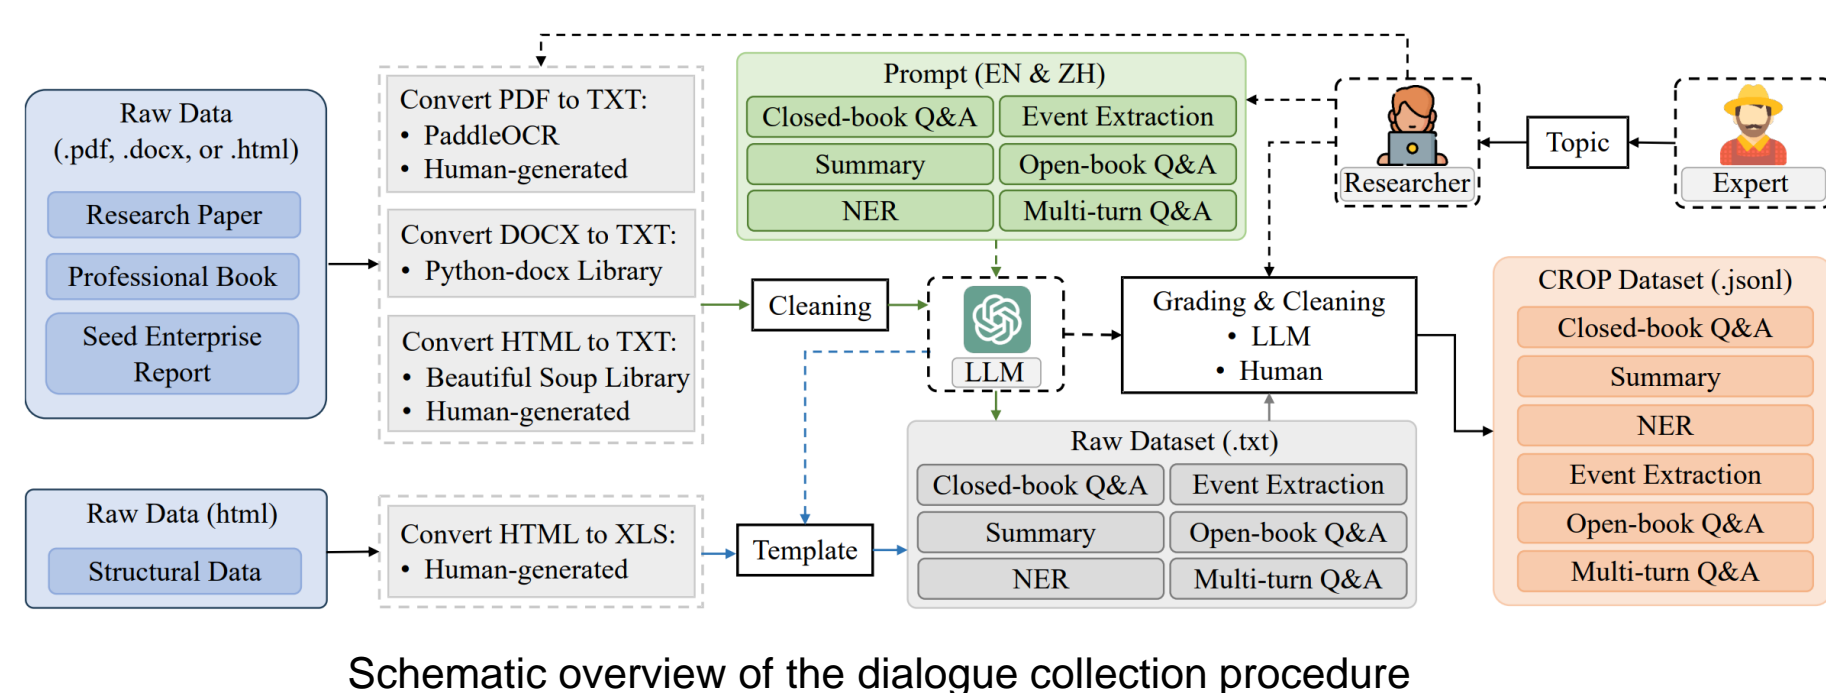 Raw Data
(.pdf, .docx, or .html)
Research Paper
Professional Book
Seed Enterprise
Report
Raw Data (html)
Structural Data
Convert PDF to TXT:
• PaddleOCR
• Human-generated
Convert DOCX to TXT:
• Python-docx Library
Convert HTML to TXT:
• Beautiful Soup Library
• Human-generated
Convert HTML to XLS:
• Human-generated
Cleaning
Template
Prompt (EN & ZH)
Closed-book Q&A
Event Extraction
Summary
Open-book Q&A
NER
Multi-turn Q&A
LLM
Raw Dataset (.txt)
Closed-book Q&A
Event Extraction
Summary
Open-book Q&A
NER
Multi-turn Q&A
Grading & Cleaning
• LLM
• Human
Researcher
Topic
Expert
CROP Dataset (.jsonl)
Closed-book Q&A
Summary
NER
Event Extraction
Open-book Q&A
Multi-turn Q&A
Schematic overview of the dialogue collection procedure